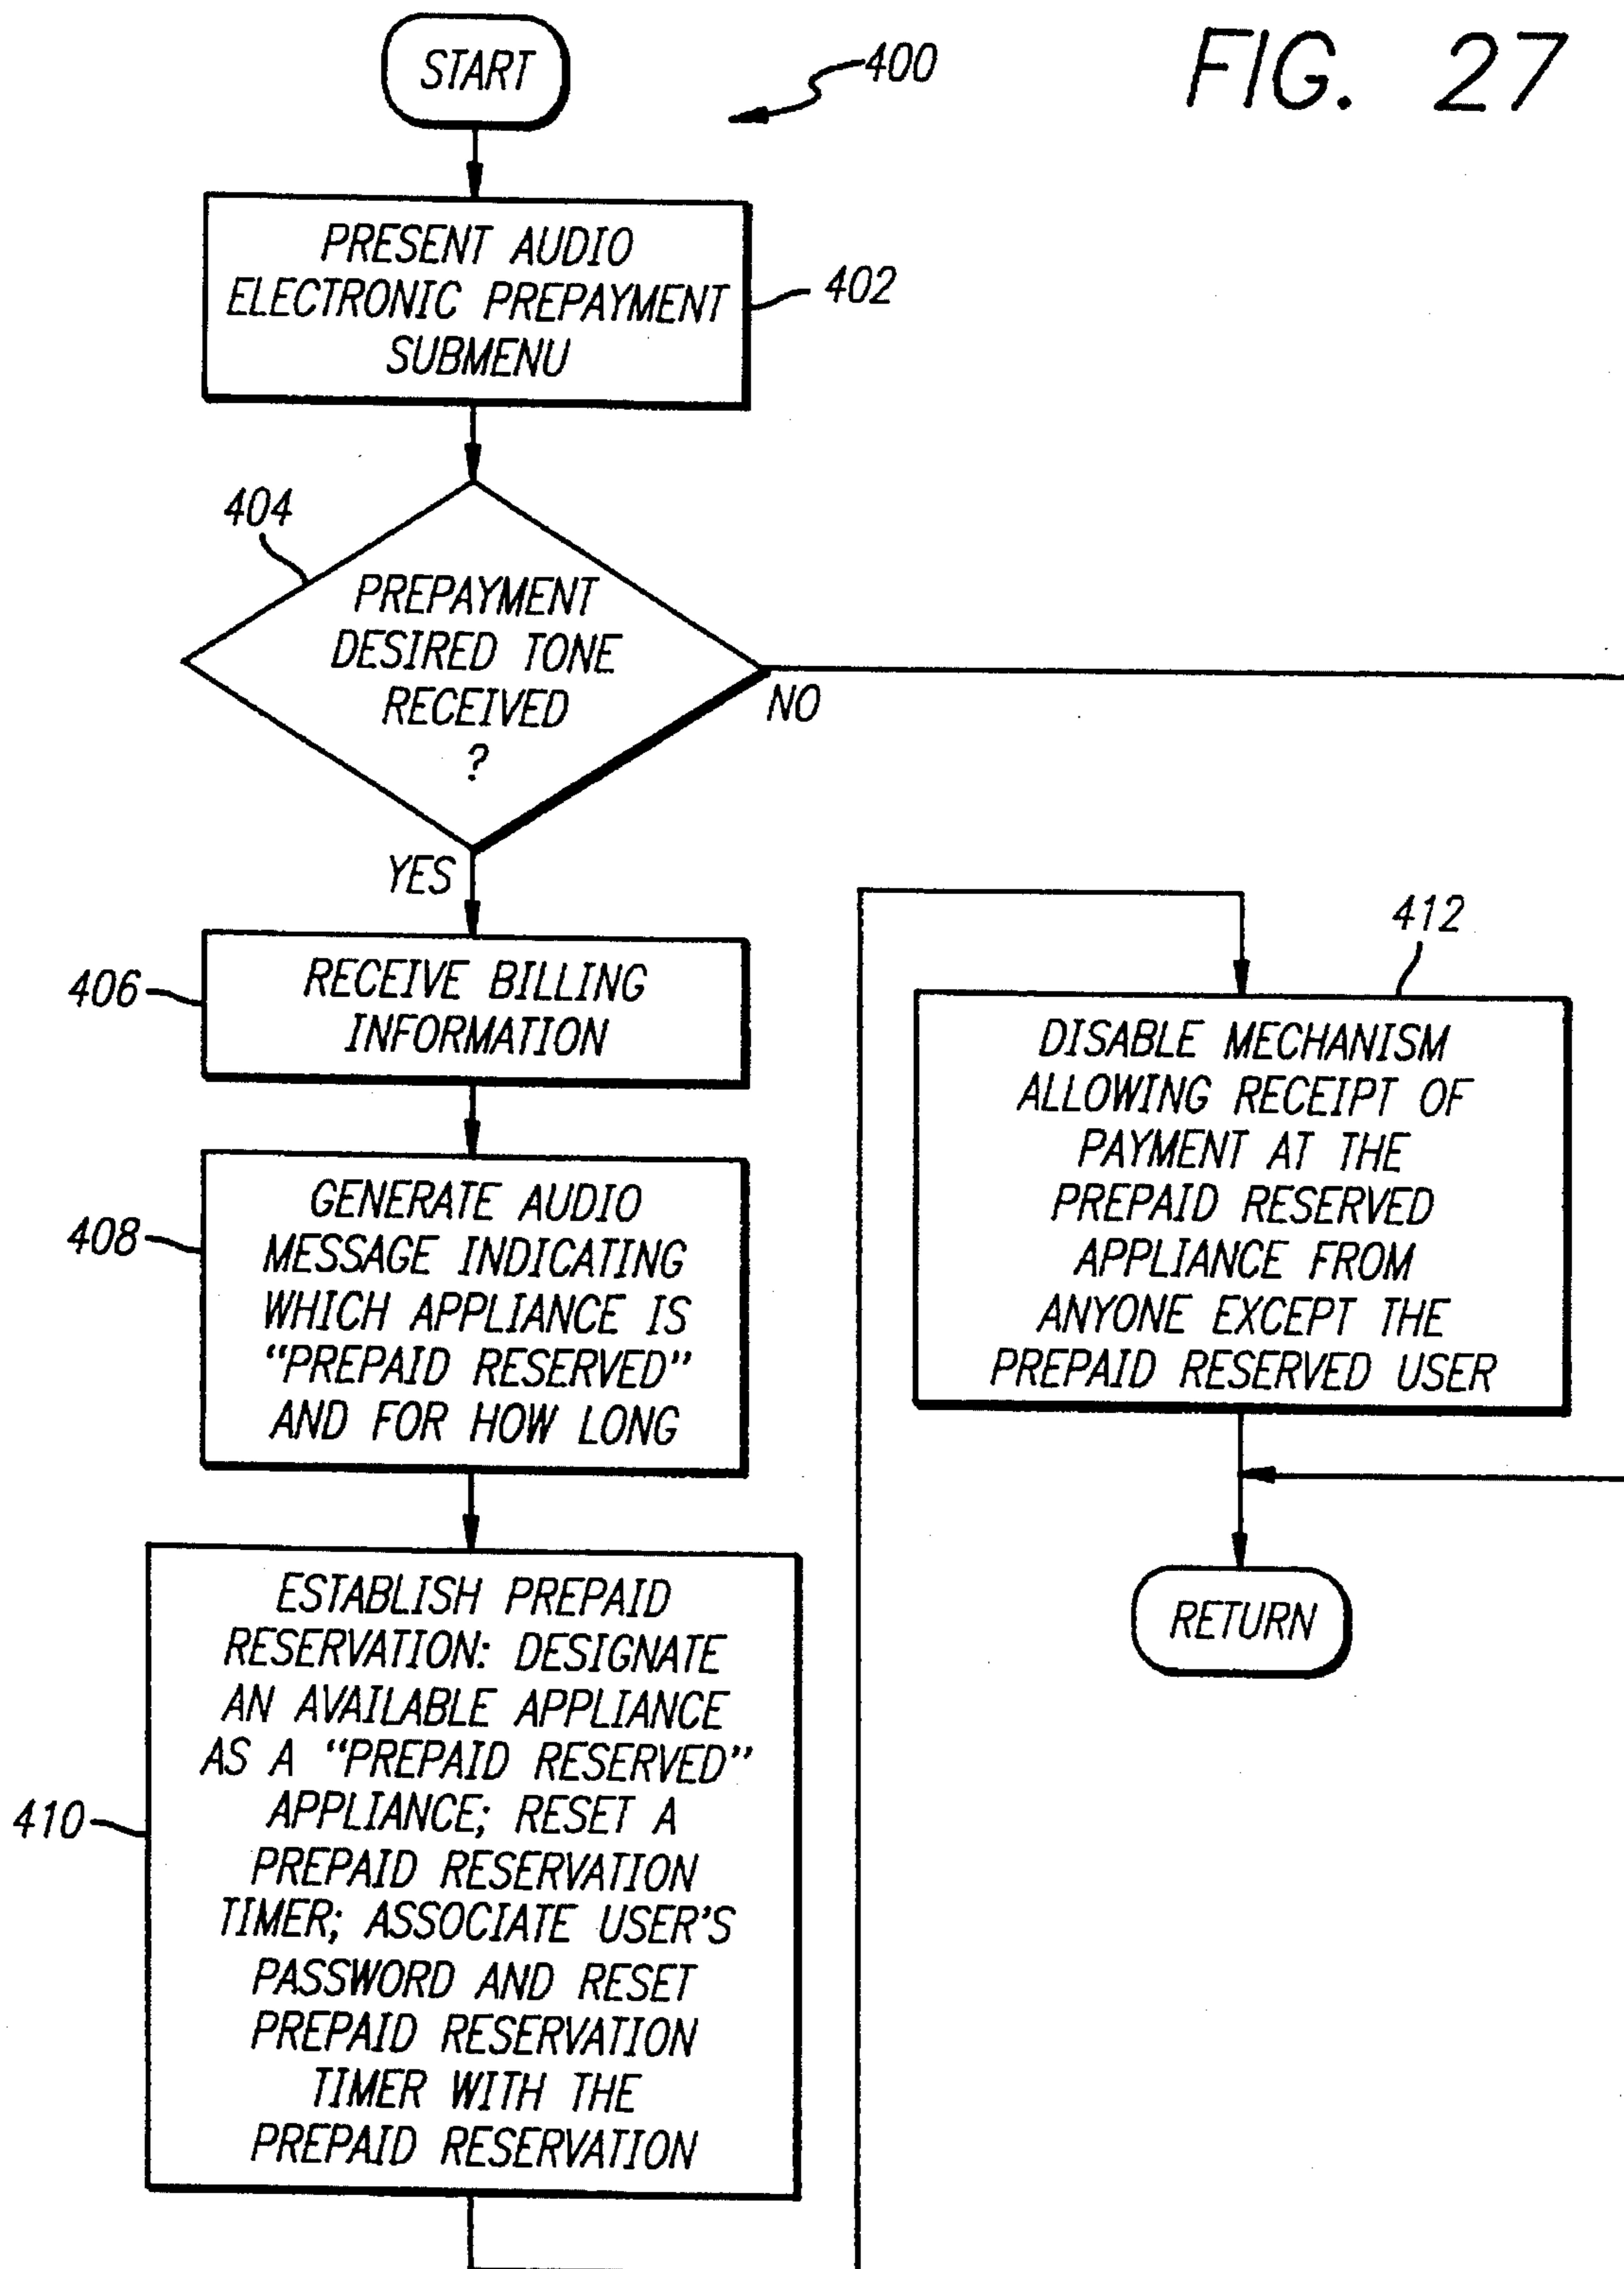 FIG. 27
START
400
PRESENT AUDIO
ELECTRONIC PREPAYMENT
SUBMENU
402
404
PREPAYMENT
DESIRED TONE
RECEIVED
?
NO
YES
406
RECEIVE BILLING
INFORMATION
408
GENERATE AUDIO
MESSAGE INDICATING
WHICH APPLIANCE IS
“PREPAID RESERVED”
AND FOR HOW LONG
410
ESTABLISH PREPAID
RESERVATION: DESIGNATE
AN AVAILABLE APPLIANCE
AS A “PREPAID RESERVED”
APPLIANCE; RESET A
PREPAID RESERVATION
TIMER; ASSOCIATE USER'S
PASSWORD AND RESET
PREPAID RESERVATION
TIMER WITH THE
PREPAID RESERVATION
412
DISABLE MECHANISM
ALLOWING RECEIPT OF
PAYMENT AT THE
PREPAID RESERVED
APPLIANCE FROM
ANYONE EXCEPT THE
PREPAID RESERVED USER
RETURN